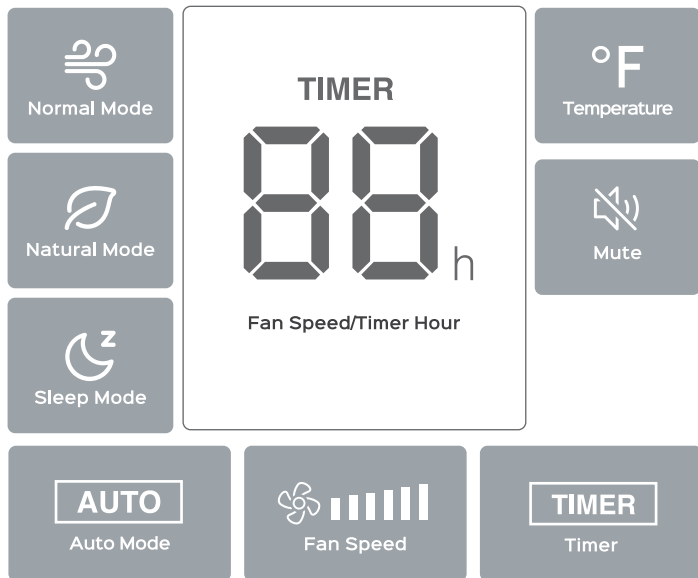 Normal Mode
TIMER
88
h
Fan Speed/Timer Hour
°F
Temperature
Natural Mode
Mute
z
Sleep Mode
AUTO
Auto Mode
Fan Speed
TIMER
Timer